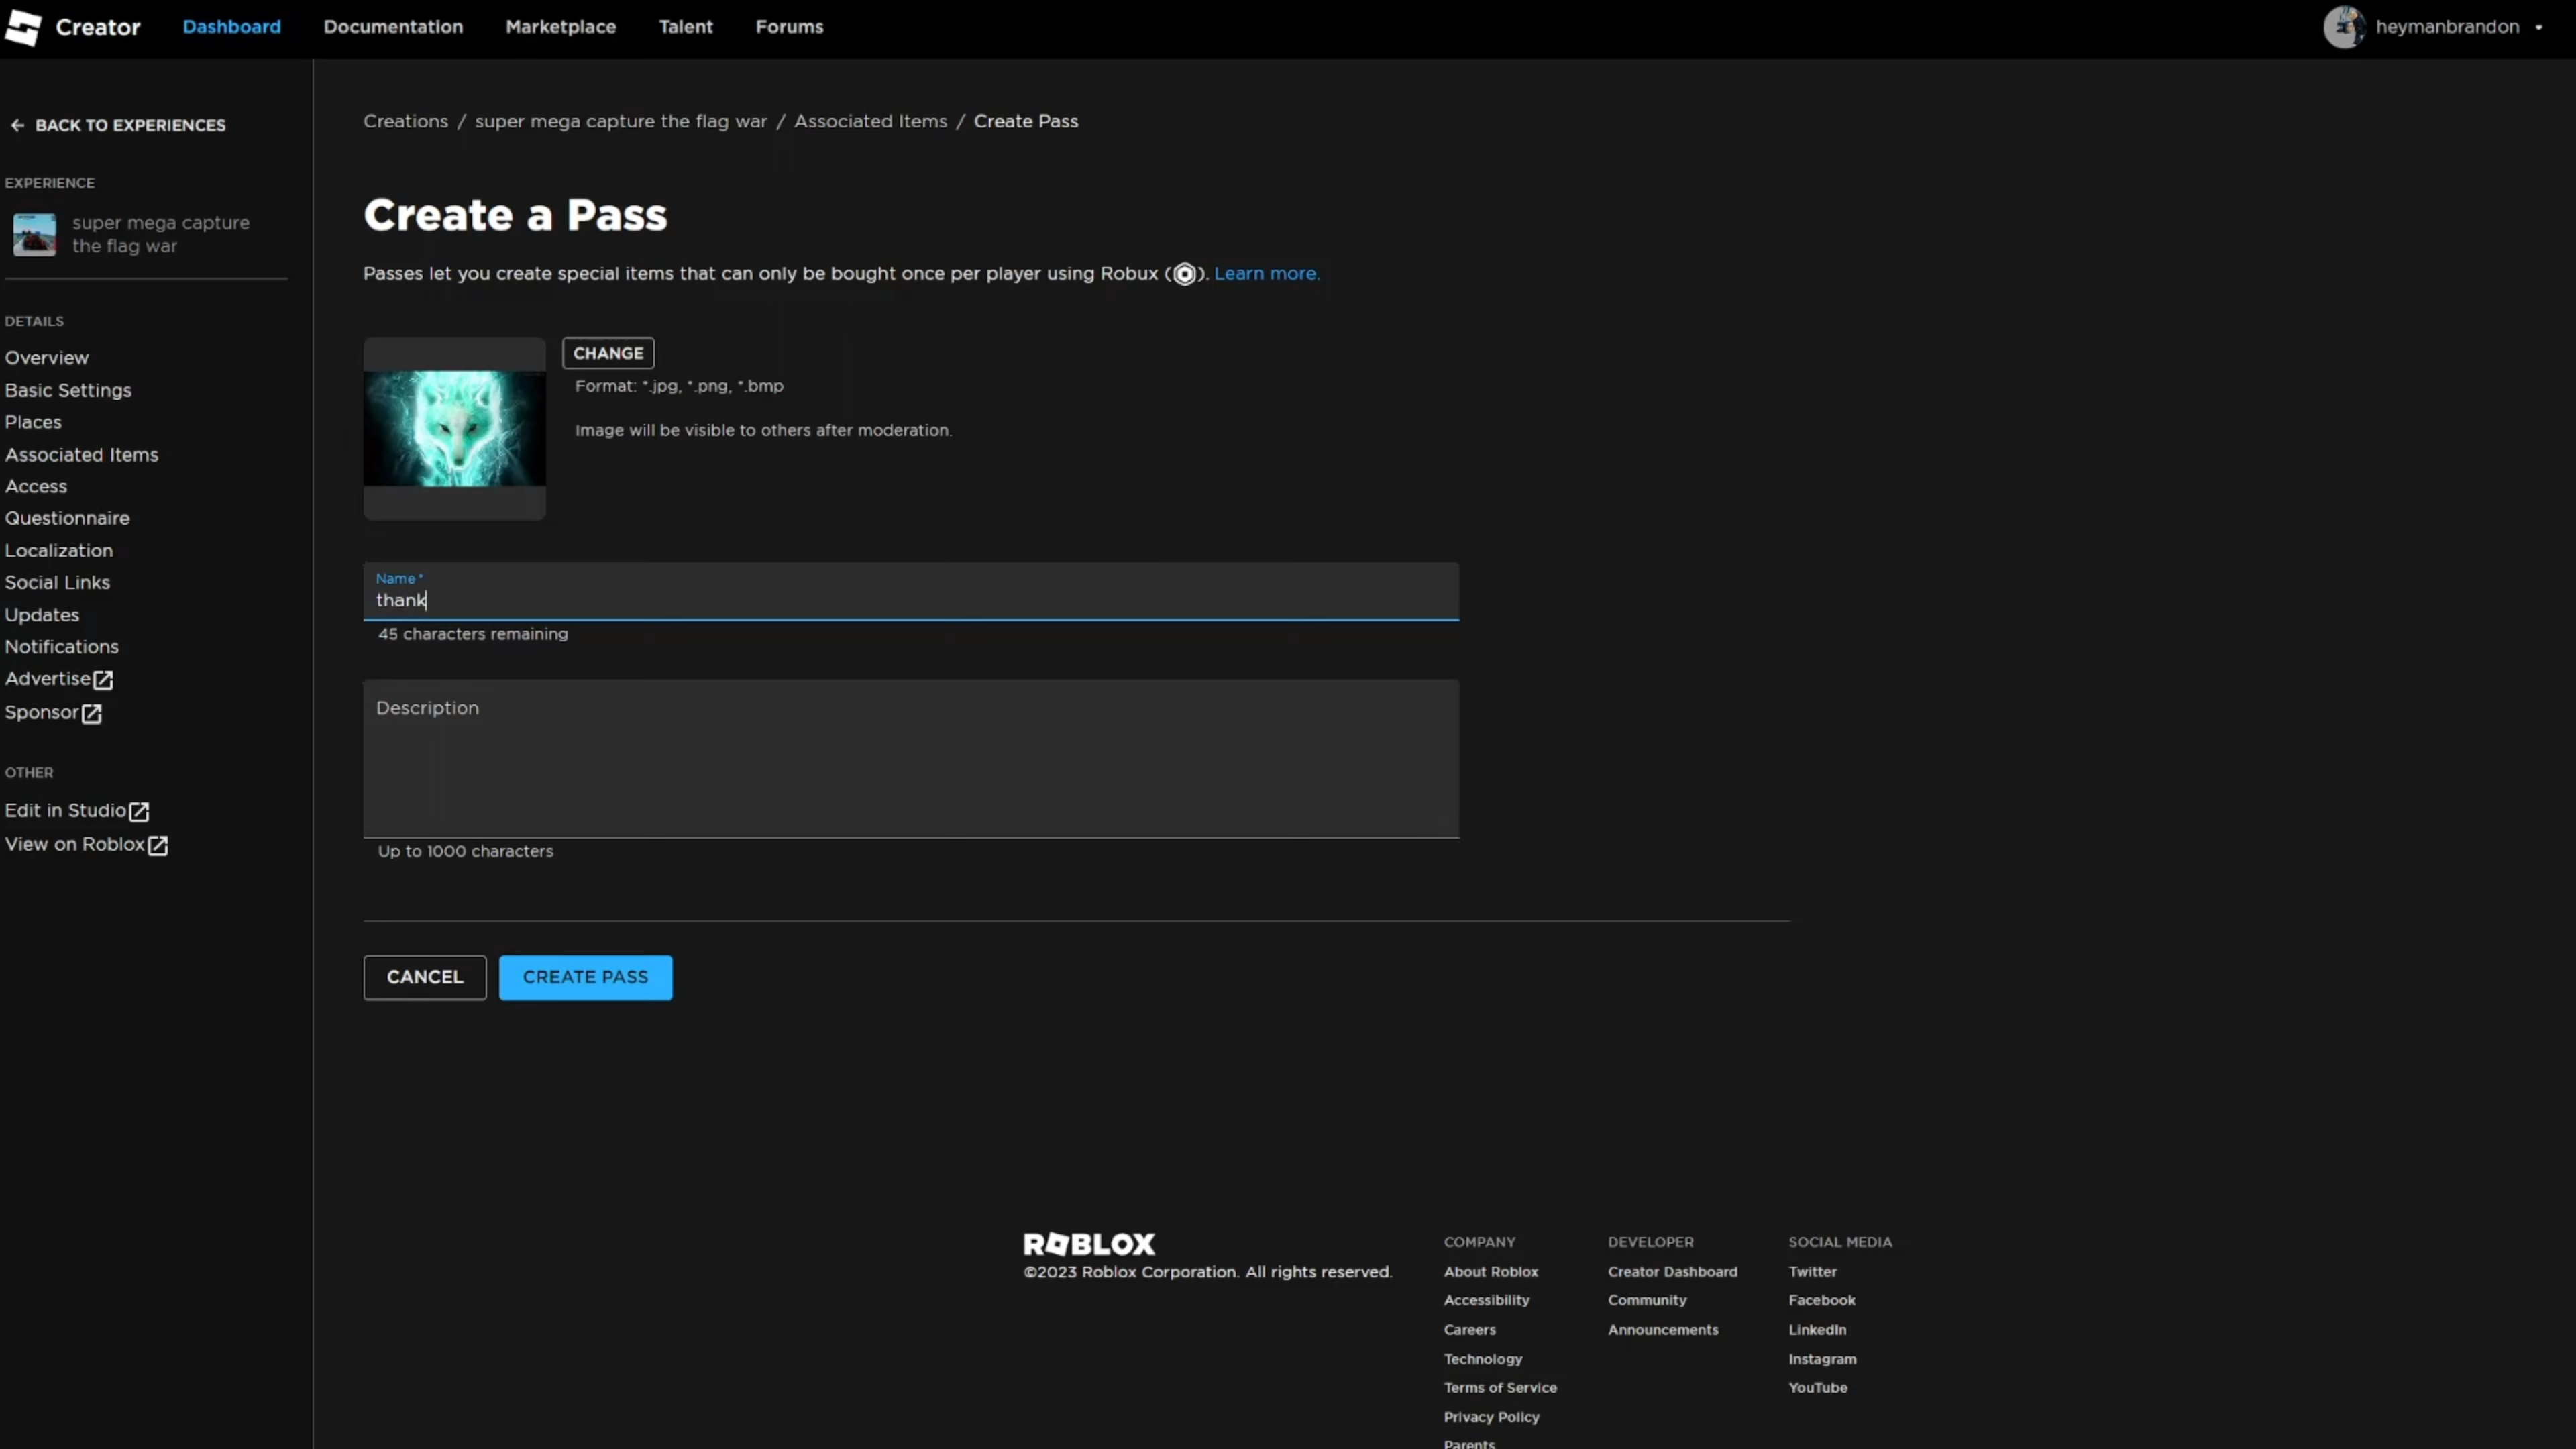 Creator
Dashboard
Documentation
Marketplace
Talent
Forums
heymanbrandon
BACK TO EXPERIENCES
EXPERIENCE
super mega capture
the flag war
DETAILS
Overview
Basic Settings
Places
Associated Items
Access
Questionnaire
Localization
Social Links
Updates
Notifications
Advertise
Sponsor
OTHER
Edit in Studio
View on Roblox
Creations / super mega capture the flag war / Associated Items / Create Pass
Create a Pass
Passes let you create special items that can only be bought once per player using Robux (). Learn more.
CHANGE
Format: *.jpg, *.png, *.bmp
Image will be visible to others after moderation.
Name *
thank
45 characters remaining
Description
Up to 1000 characters
CANCEL
CREATE PASS
ROBLOX
©2023 Roblox Corporation. All rights reserved.
COMPANY
About Roblox
Accessibility
Careers
Technology
Terms of Service
Privacy Policy
Parents
DEVELOPER
Creator Dashboard
Community
Announcements
SOCIAL MEDIA
Twitter
Facebook
LinkedIn
Instagram
YouTube